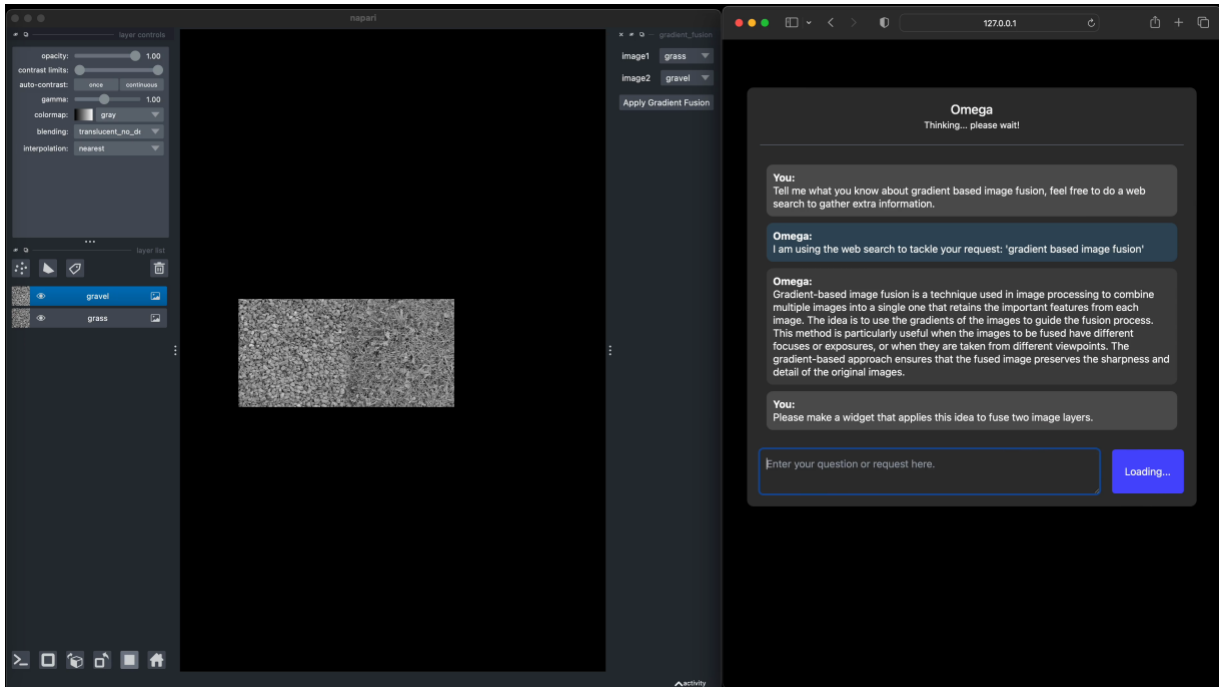 napari
layer controls
opacity: 1.00
contrast limits:
auto-contrast: once continuous
gamma: 1.00
colormap: gray
blending: translucent_no_de
interpolation: nearest
layer list
gravel
grass
gradient_fusion
image1 grass
image2 gravel
Apply Gradient Fusion
activity
127.0.0.1
Omega
Thinking... please wait!
You:
Tell me what you know about gradient based image fusion, feel free to do a web
search to gather extra information.
Omega:
I am using the web search to tackle your request: 'gradient based image fusion'
Omega:
Gradient-based image fusion is a technique used in image processing to combine
multiple images into a single one that retains the important features from each
image. The idea is to use the gradients of the images to guide the fusion process.
This method is particularly useful when the images to be fused have different
focuses or exposures, or when they are taken from different viewpoints. The
gradient-based approach ensures that the fused image preserves the sharpness and
detail of the original images.
You:
Please make a widget that applies this idea to fuse two image layers.
Enter your question or request here.
Loading...